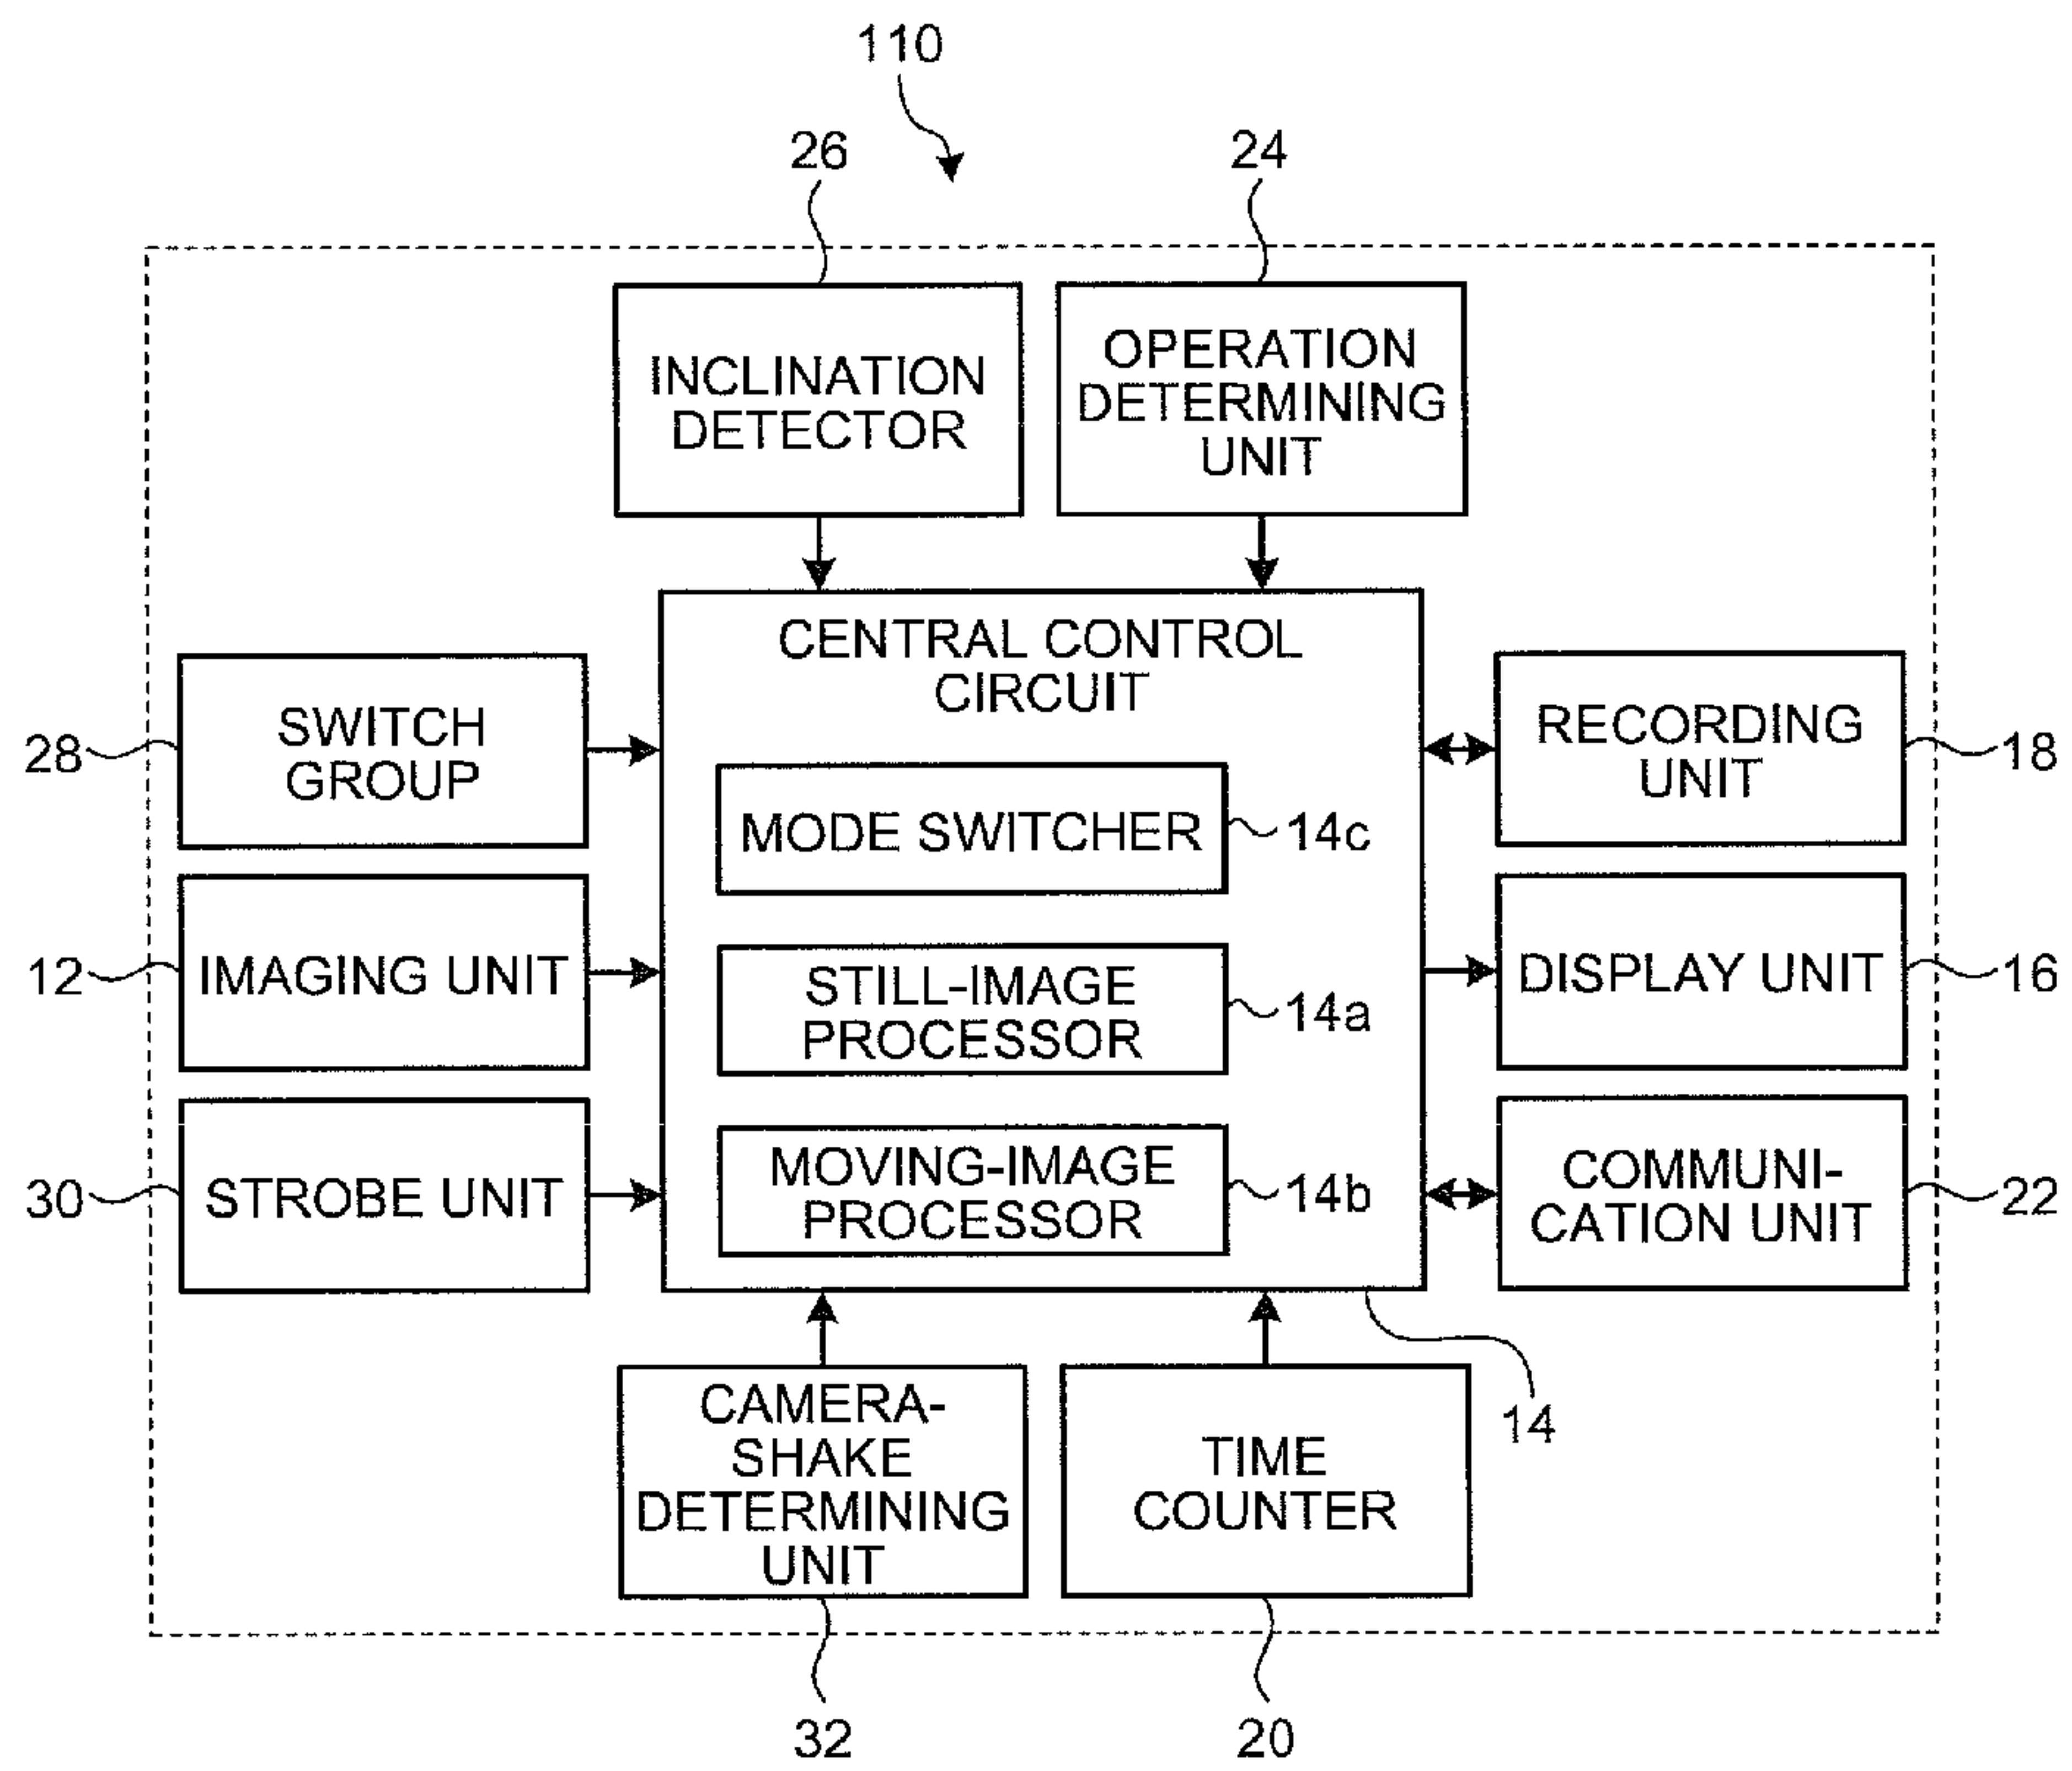 110
26
24
INCLINATION
DETECTOR
OPERATION
DETERMINING
UNIT
CENTRAL CONTROL
CIRCUIT
28
SWITCH
GROUP
RECORDING
UNIT
18
MODE SWITCHER
14c
12
IMAGING UNIT
STILL-IMAGE
PROCESSOR
14a
DISPLAY UNIT
16
30
STROBE UNIT
MOVING-IMAGE
PROCESSOR
14b
COMMUNI-
CATION UNIT
22
CAMERA-
SHAKE
DETERMINING
UNIT
TIME
COUNTER
14
32
20